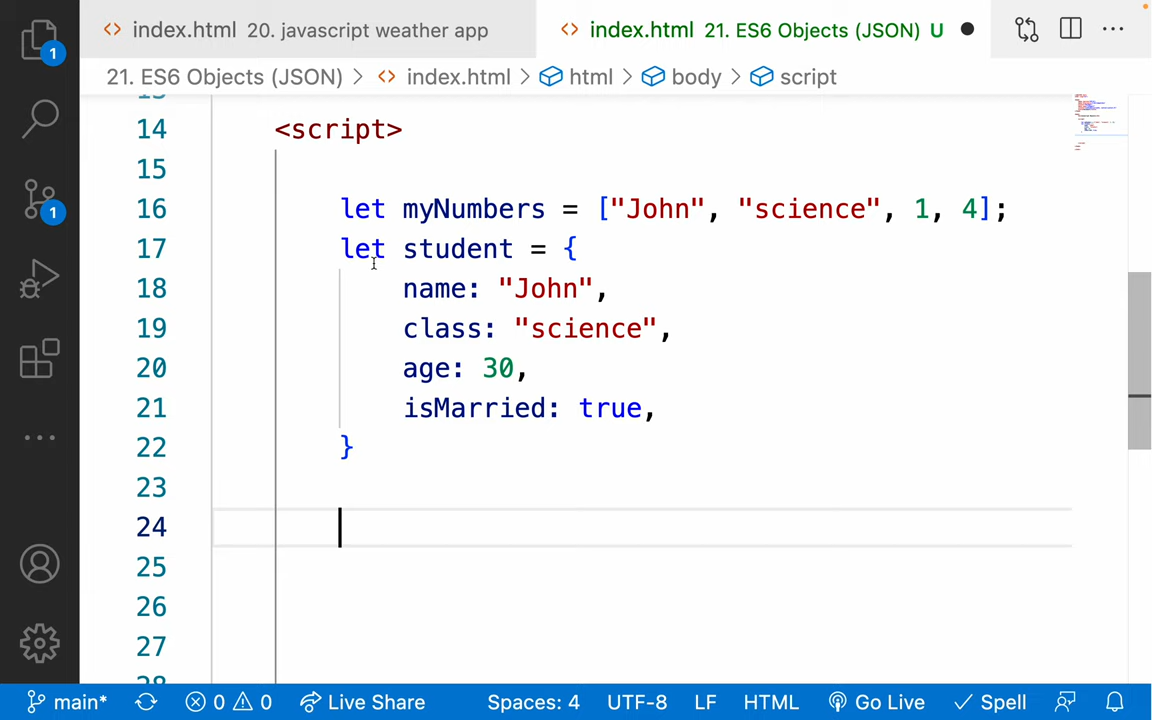 index.html 20. javascript weather app
index.html 21. ES6 Objects (JSON) U
1
21. ES6 Objects (JSON) > index.html > html > body > script
14 <script>
15
16 let myNumbers = ["John", "science", 1, 4];
17 let student = {
18 name: "John",
19 class: "science",
20 age: 30,
21 isMarried: true,
22 }
23
24
25
26
27
1
main* 0 0 Live Share Spaces: 4 UTF-8 LF HTML Go Live Spell